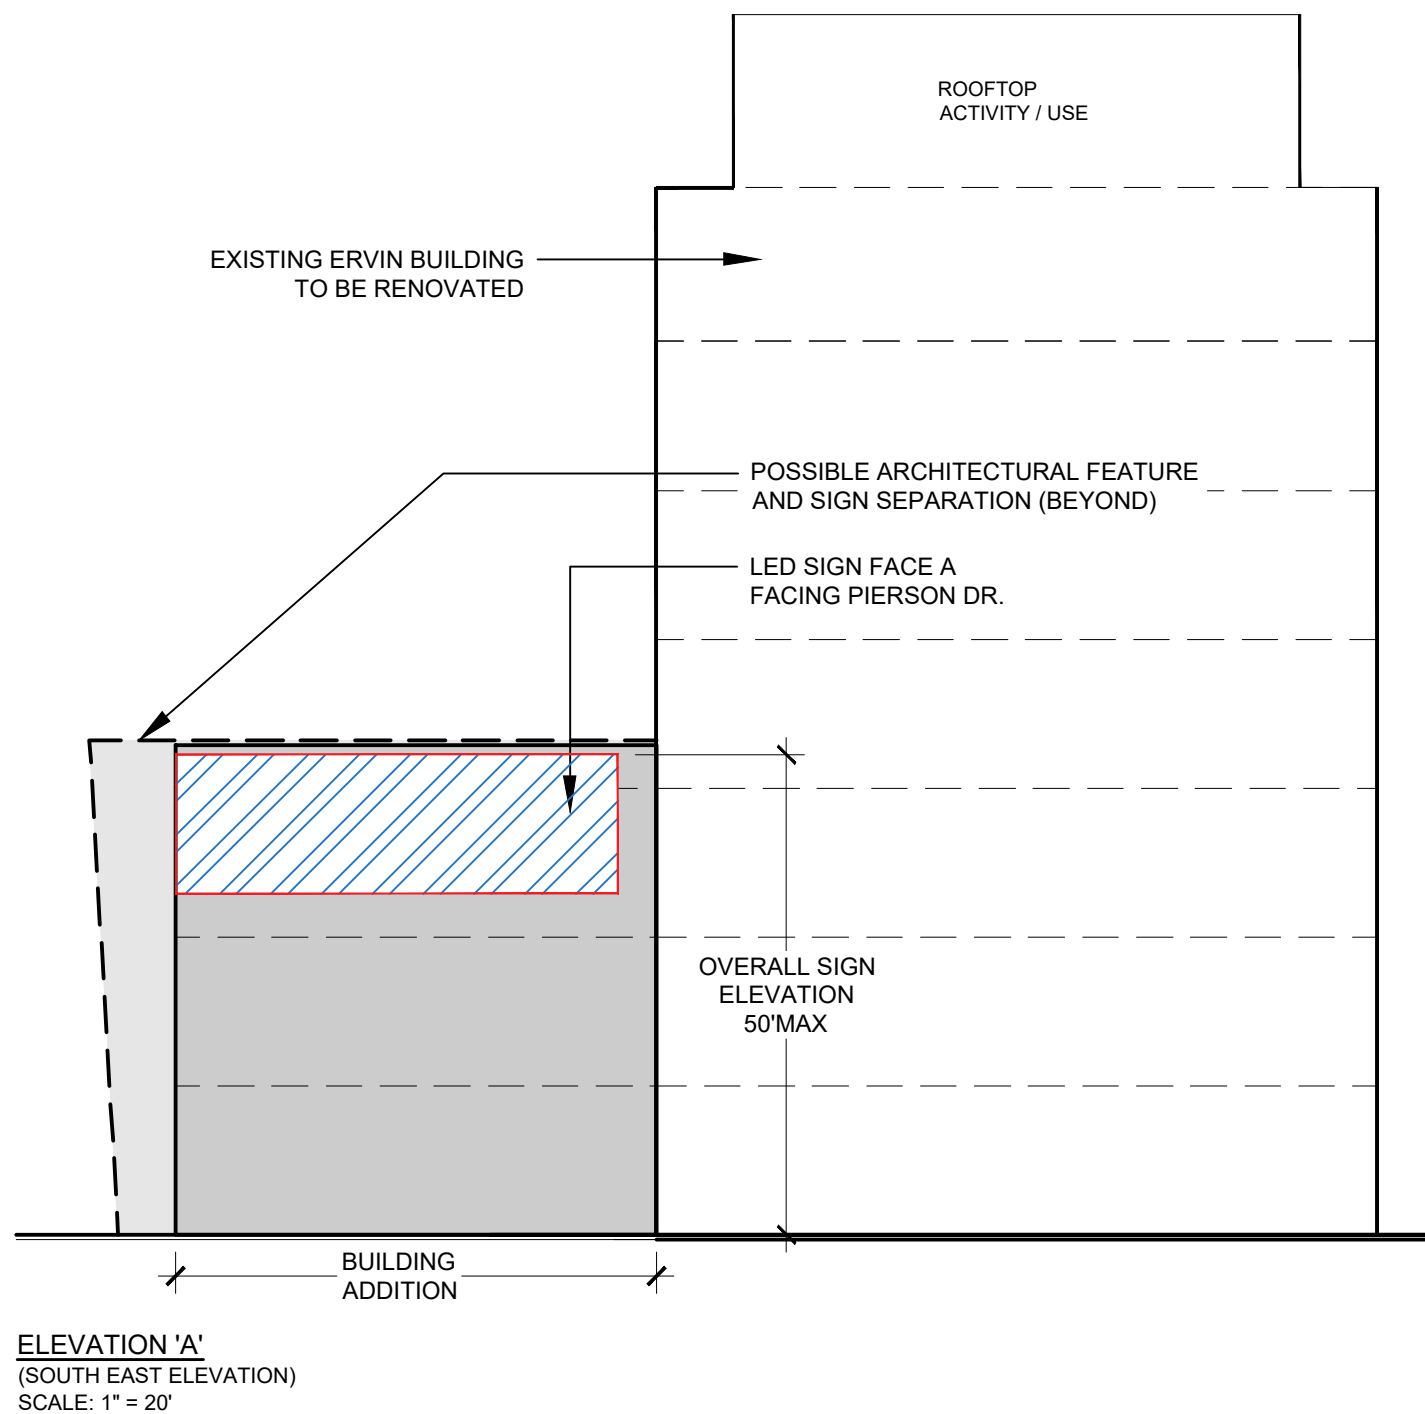 ROOFTOP
ACTIVITY / USE
EXISTING ERVIN BUILDING
TO BE RENOVATED
POSSIBLE ARCHITECTURAL FEATURE
AND SIGN SEPARATION (BEYOND)
LED SIGN FACE A
FACING PIERSON DR.
OVERALL SIGN
ELEVATION
50'MAX
BUILDING
ADDITION
ELEVATION 'A'
(SOUTH EAST ELEVATION)
SCALE: 1" = 20'